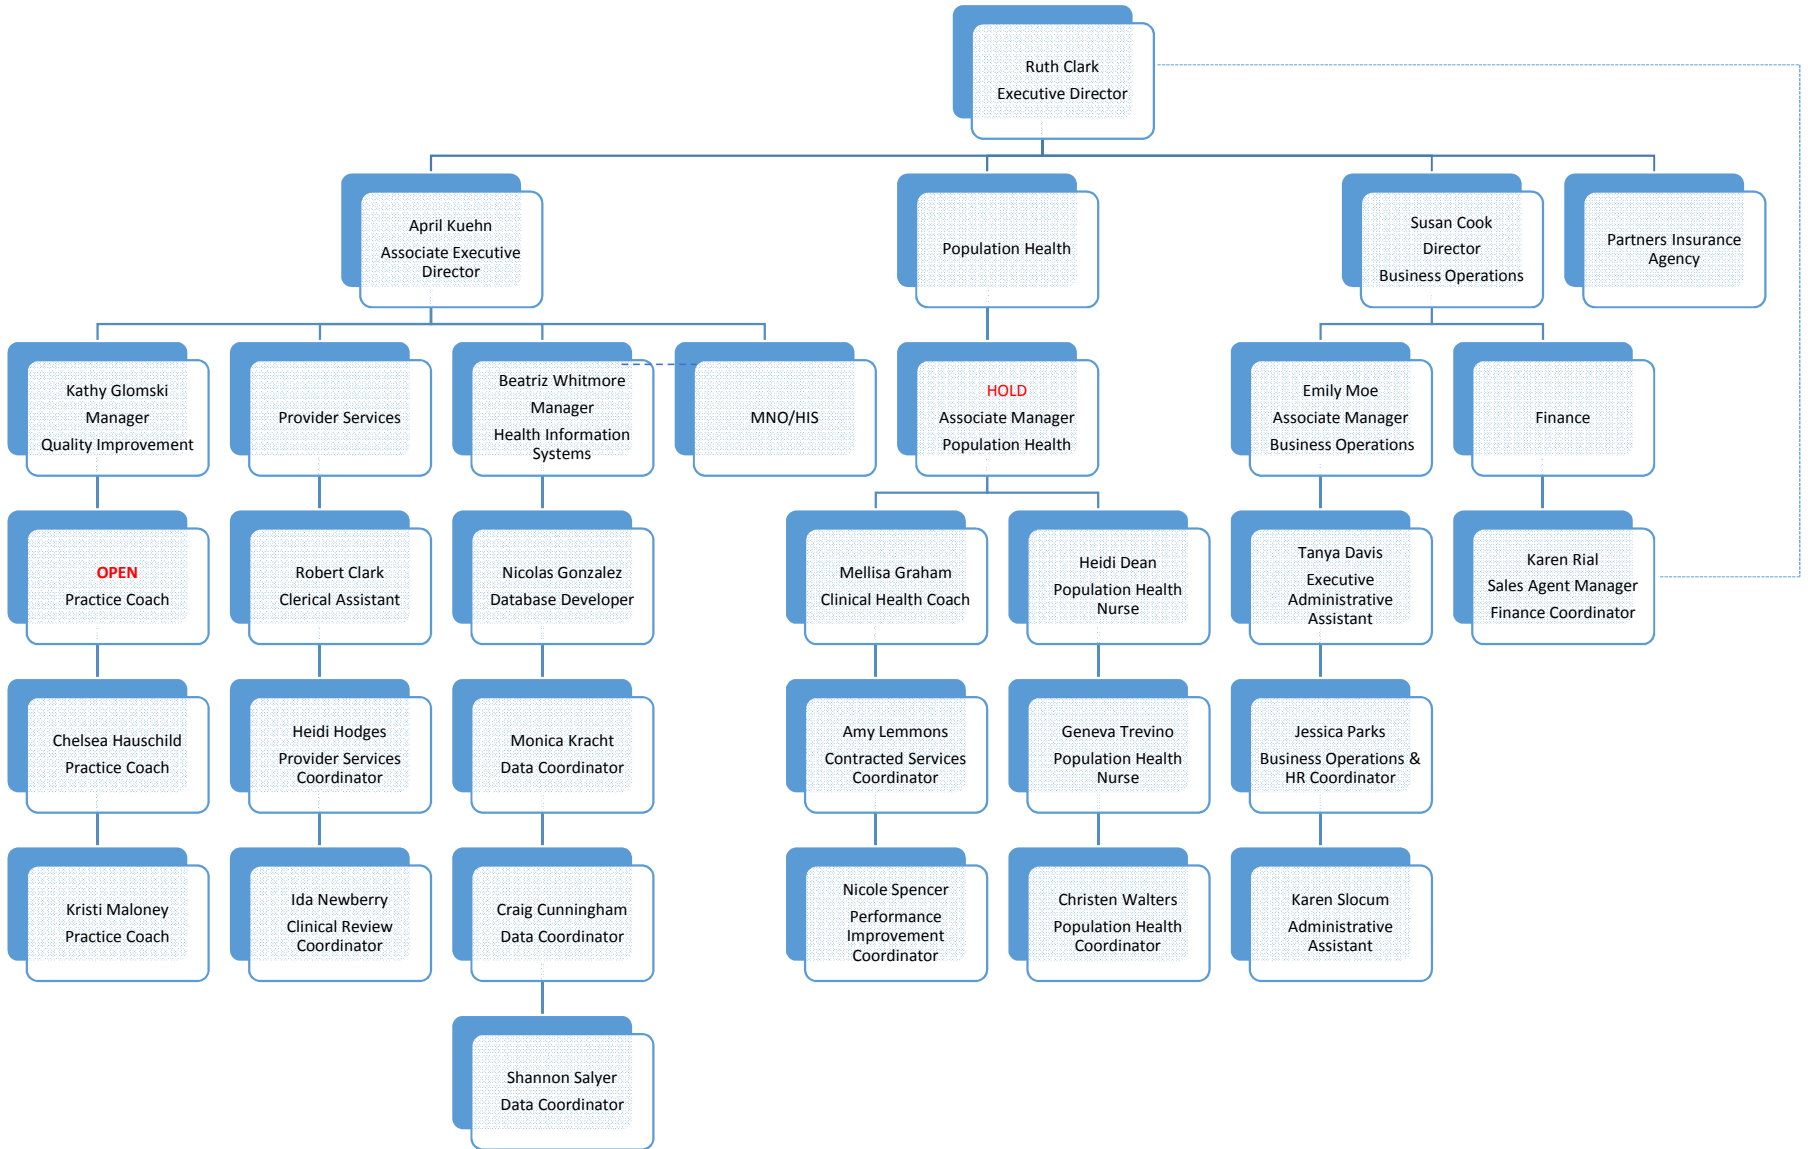 Ruth Clark
Executive Director
April Kuehn
Associate Executive
Director
Population Health
Susan Cook
Director
Business Operations
Partners Insurance
Agency
Kathy Glomski
Manager
Quality Improvement
Provider Services
Beatriz Whitmore
Manager
Health Information
Systems
MNO/HIS
HOLD
Associate Manager
Population Health
Emily Moe
Associate Manager
Business Operations
Finance
OPEN
Practice Coach
Robert Clark
Clerical Assistant
Nicolas Gonzalez
Database Developer
Mellisa Graham
Clinical Health Coach
Heidi Dean
Population Health
Nurse
Tanya Davis
Executive
Administrative
Assistant
Karen Rial
Sales Agent Manager
Finance Coordinator
Chelsea Hauschild
Practice Coach
Heidi Hodges
Provider Services
Coordinator
Monica Kracht
Data Coordinator
Amy Lemmons
Contracted Services
Coordinator
Geneva Trevino
Population Health
Nurse
Jessica Parks
Business Operations &
HR Coordinator
Kristi Maloney
Practice Coach
Ida Newberry
Clinical Review
Coordinator
Craig Cunningham
Data Coordinator
Nicole Spencer
Performance
Improvement
Coordinator
Christen Walters
Population Health
Coordinator
Karen Slocum
Administrative
Assistant
Shannon Salyer
Data Coordinator